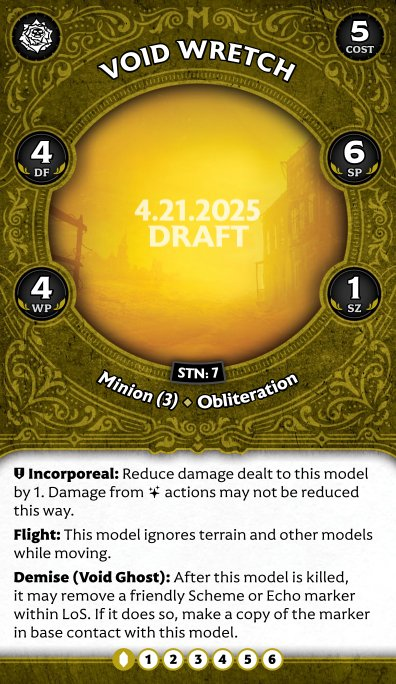 VOID WRETCH
5
COST
4
DF
6
SP
4.21.2025
DRAFT
4
WP
1
SZ
STN: 7
Minion (3) ◆ Obliteration
Incorporeal: Reduce damage dealt to this model
by 1. Damage from actions may not be reduced
this way.
Flight: This model ignores terrain and other models
while moving.
Demise (Void Ghost): After this model is killed,
it may remove a friendly Scheme or Echo marker
within LoS. If it does so, make a copy of the marker
in base contact with this model.
1 2 3 4 5 6